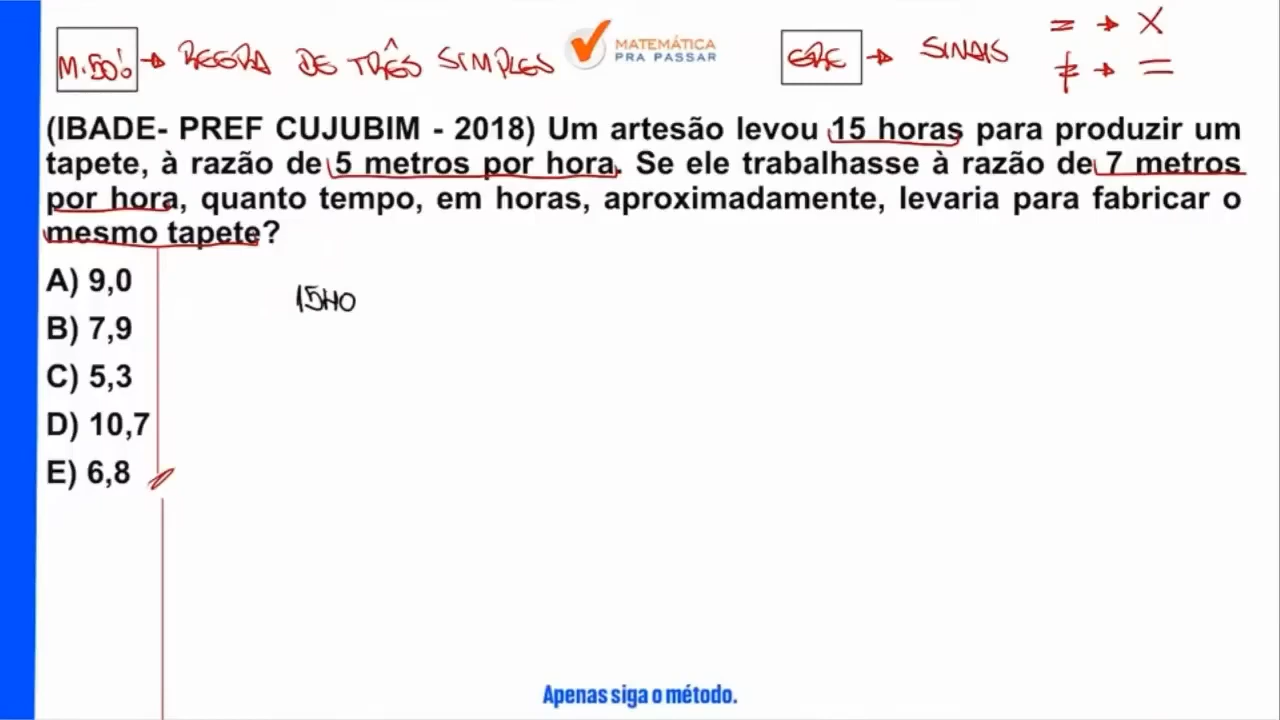 M.50% → REGRA DE TRÊS SIMPLES
MATEMÁTICA
PRA PASSAR
→ SINAIS
= → X
≠ → =
(IBADE- PREF CUJUBIM - 2018) Um artesão levou 15 horas para produzir um
tapete, à razão de 5 metros por hora. Se ele trabalhasse à razão de 7 metros
por hora, quanto tempo, em horas, aproximadamente, levaria para fabricar o
mesmo tapete?
A) 9,0
B) 7,9
C) 5,3
D) 10,7
E) 6,8
15HO
Apenas siga o método.